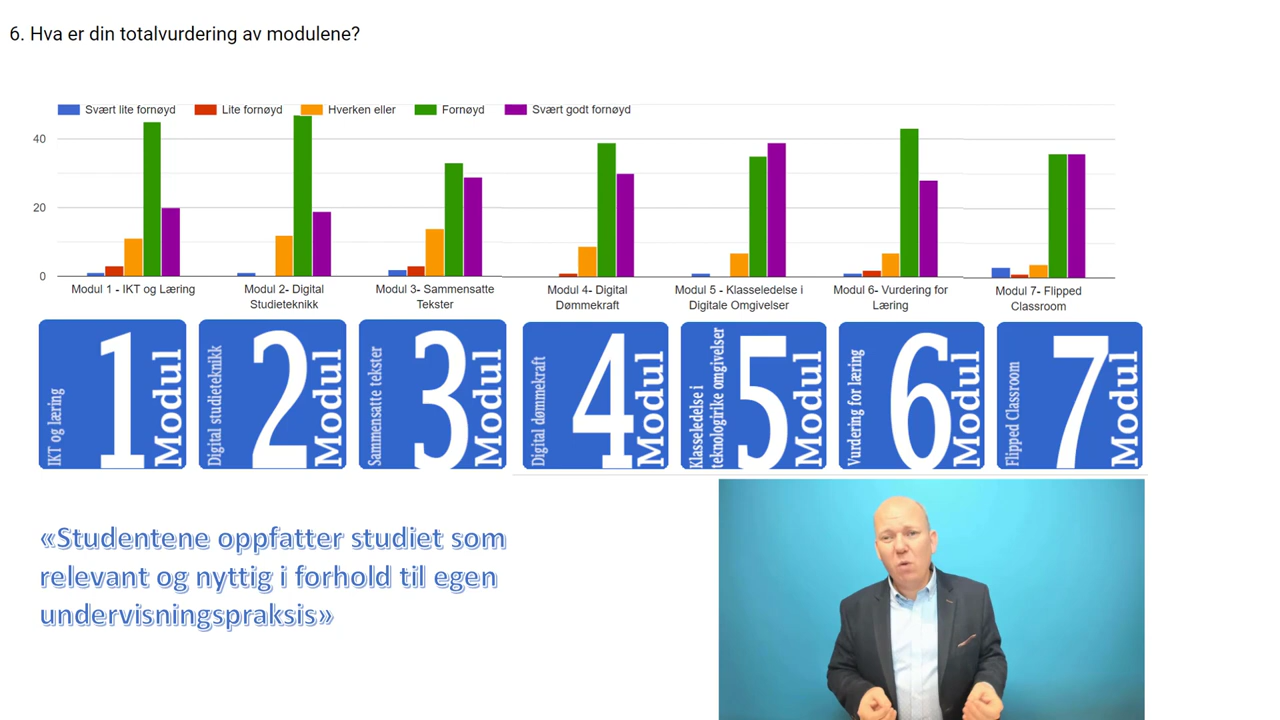 6. Hva er din totalvurdering av modulene?
Svært lite fornøyd Lite fornøyd Hverken eller Fornøyd Svært godt fornøyd
40
20
0
Modul 1 - IKT og Læring
Modul 2- Digital
Studieteknikk
Modul 3- Sammensatte
Tekster
Modul 4- Digital
Dømmekraft
Modul 5 - Klasseledelse i
Digitale Omgivelser
Modul 6- Vurdering for
Læring
Modul 7- Flipped
Classroom
IKT og læring
1
Modul
Digital studieteknikk
2
Modul
Sammensatte tekster
3
Modul
Digital dømmekraft
4
Modul
Klasseledelse i
teknologirike omgivelser
5
Modul
Vurdering for læring
6
Modul
Flipped Classroom
7
Modul
«Studentene oppfatter studiet som
relevant og nyttig i forhold til egen
undervisningspraksis»